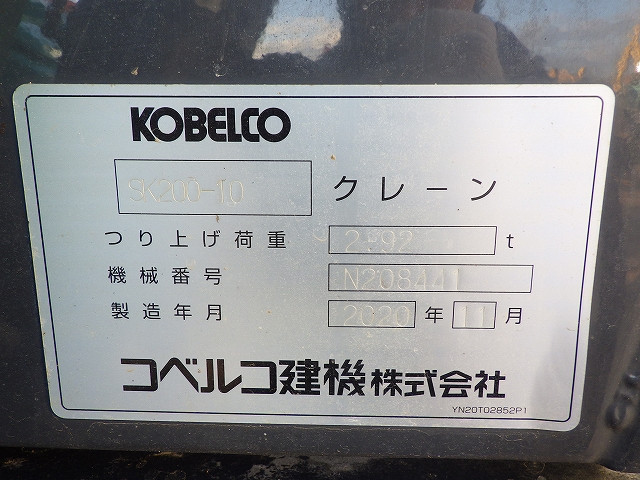 KOBELCO
SK200-10 クレーン
つり上げ荷重 2.92 t
機械番号 N208441
製造年月 2020 年 11 月
コベルコ建機株式会社
YN20T02852P1